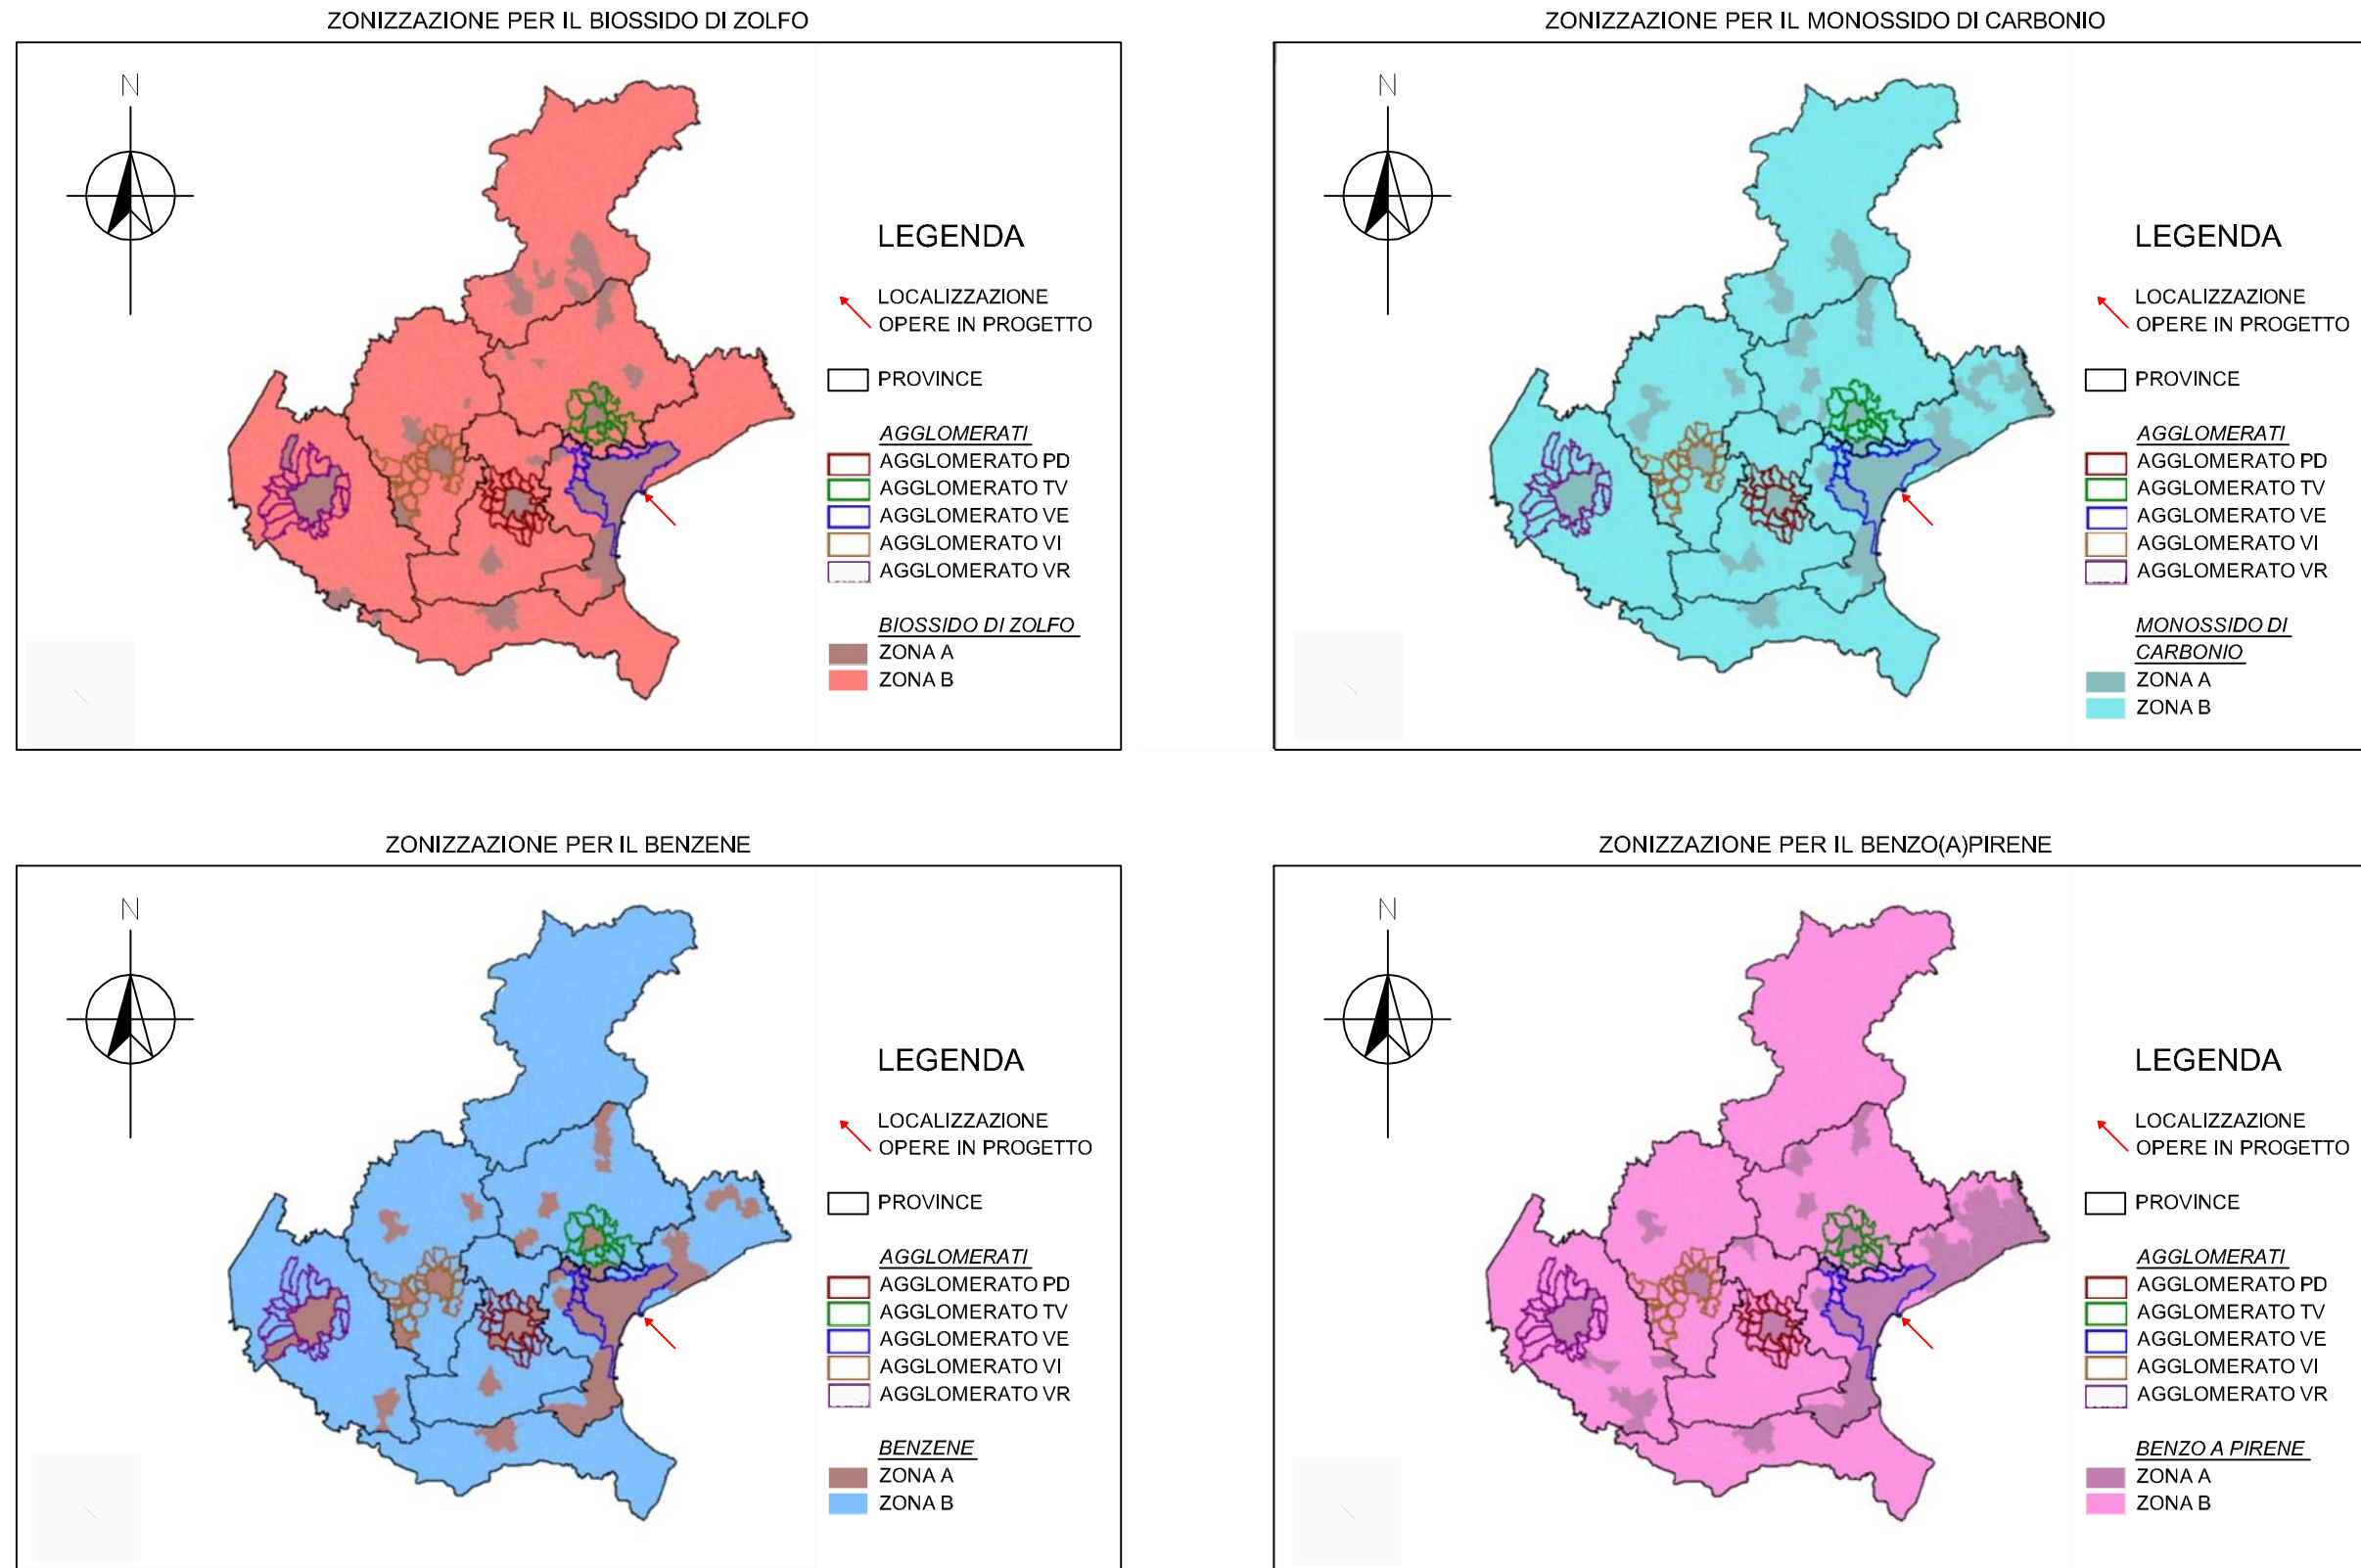 ZONIZZAZIONE PER IL BIOSSIDO DI ZOLFO
N
LEGENDA
LOCALIZZAZIONE
OPERE IN PROGETTO
PROVINCE
AGGLOMERATI
AGGLOMERATO PD
AGGLOMERATO TV
AGGLOMERATO VE
AGGLOMERATO VI
AGGLOMERATO VR
BIOSSIDO DI ZOLFO
ZONA A
ZONA B
ZONIZZAZIONE PER IL MONOSSIDO DI CARBONIO
N
LEGENDA
LOCALIZZAZIONE
OPERE IN PROGETTO
PROVINCE
AGGLOMERATI
AGGLOMERATO PD
AGGLOMERATO TV
AGGLOMERATO VE
AGGLOMERATO VI
AGGLOMERATO VR
MONOSSIDO DI
CARBONIO
ZONA A
ZONA B
ZONIZZAZIONE PER IL BENZENE
N
LEGENDA
LOCALIZZAZIONE
OPERE IN PROGETTO
PROVINCE
AGGLOMERATI
AGGLOMERATO PD
AGGLOMERATO TV
AGGLOMERATO VE
AGGLOMERATO VI
AGGLOMERATO VR
BENZENE
ZONA A
ZONA B
ZONIZZAZIONE PER IL BENZO(A)PIRENE
N
LEGENDA
LOCALIZZAZIONE
OPERE IN PROGETTO
PROVINCE
AGGLOMERATI
AGGLOMERATO PD
AGGLOMERATO TV
AGGLOMERATO VE
AGGLOMERATO VI
AGGLOMERATO VR
BENZO A PIRENE
ZONA A
ZONA B